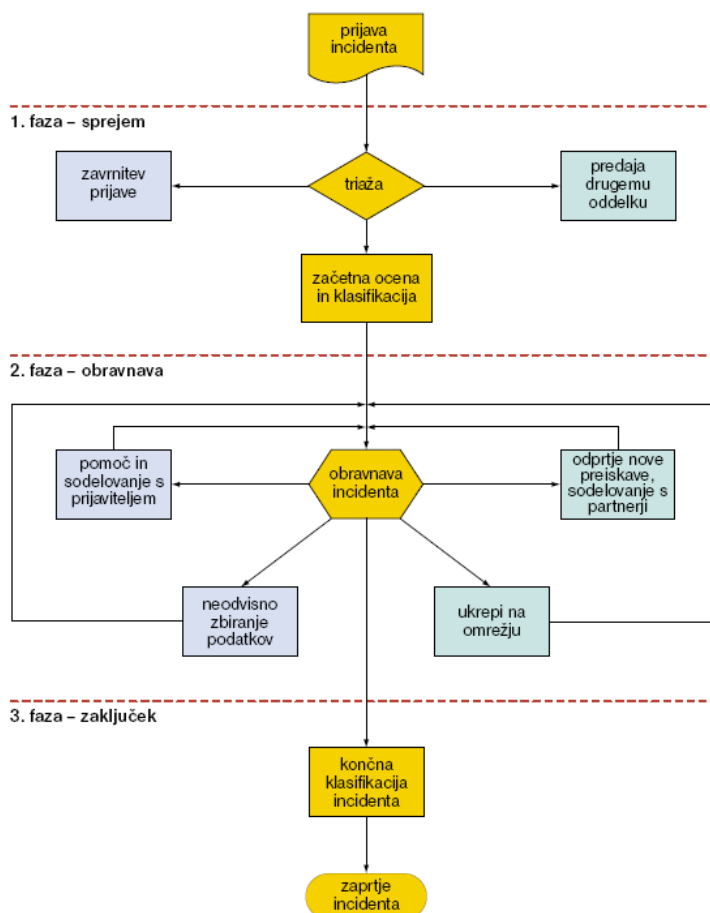 prijava
incidenta
1. faza – sprejem
zavrnitev
prijave
triaža
predaja
drugemu
oddelku
začetna ocena
in klasifikacija
2. faza – obravnava
pomoč in
sodelovanje s
prijaviteljem
obravnava
incidenta
odprtje nove
preiskave,
sodelovanje s
partnerji
neodvisno
zbiranje
podatkov
ukrepi na
omrežju
3. faza – zaključek
končna
klasifikacija
incidenta
zaprtje
incidenta